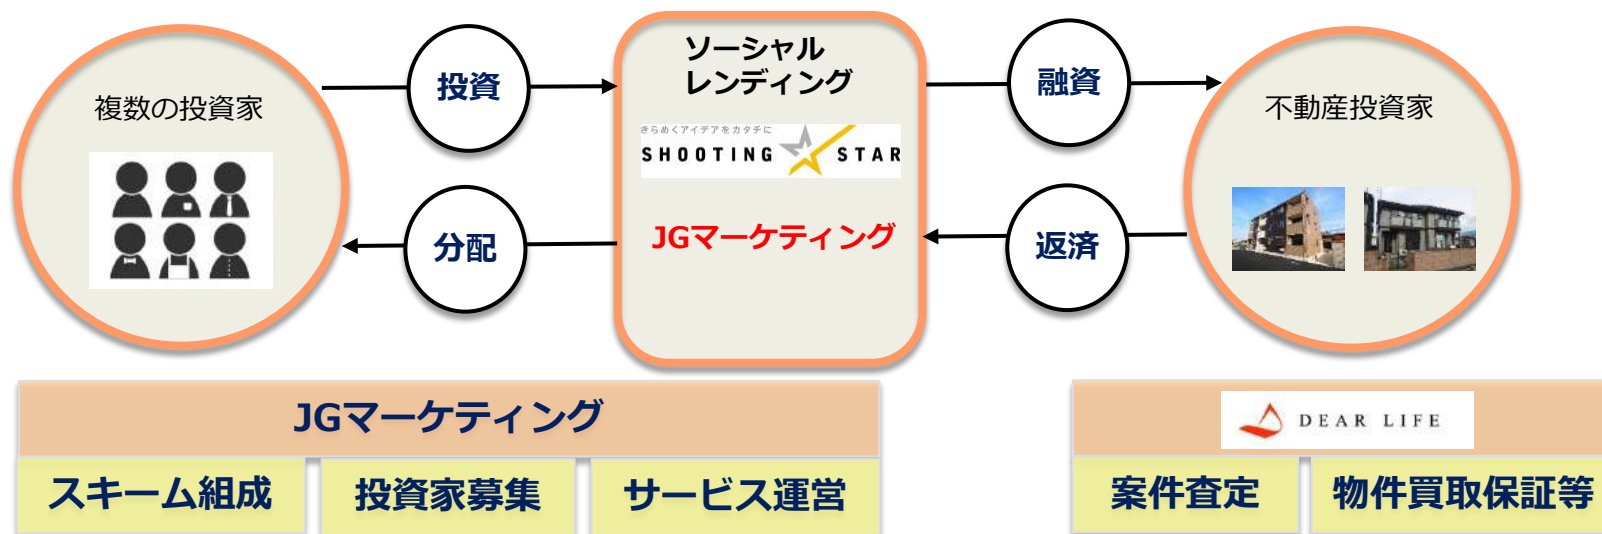 複数の投資家
投資
分配
ソーシャル
レンディング
きらめくアイデアをカタチに
SHOOTING STAR
JGマーケティング
融資
返済
不動産投資家
JGマーケティング
スキーム組成
投資家募集
サービス運営
DEAR LIFE
案件査定
物件買取保証等